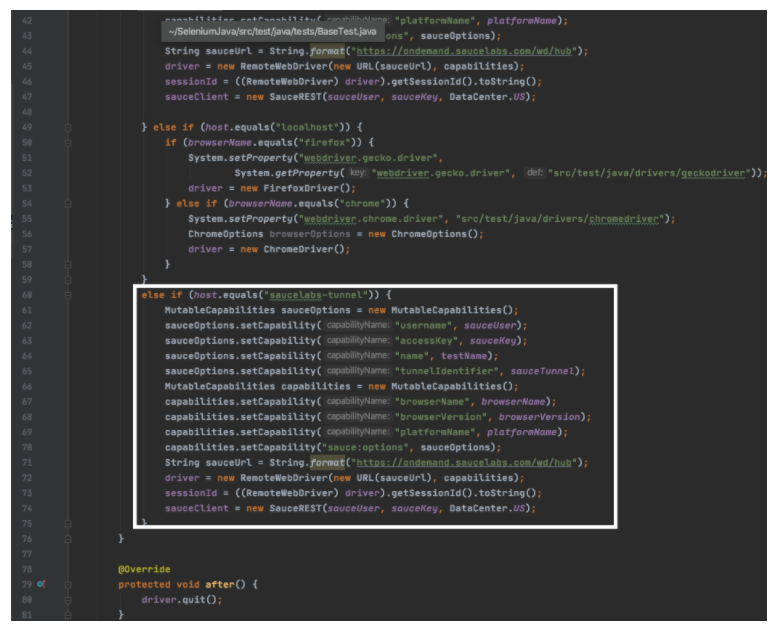 42 capabilities.setCapability( capabilityName: "platformName", platformName);
~/SeleniumJava/src/test/java/tests/BaseTest.java
43 ons", sauceOptions);
44 String sauceUrl = String.format("https://ondemand.saucelabs.com/wd/hub");
45 driver = new RemoteWebDriver(new URL(sauceUrl), capabilities);
46 sessionId = ((RemoteWebDriver) driver).getSessionId().toString();
47 sauceClient = new SauceREST(sauceUser, sauceKey, DataCenter.US);
48
49 } else if (host.equals("localhost")) {
50 if (browserName.equals("firefox")) {
51 System.setProperty("webdriver.gecko.driver",
52 System.getProperty( key: "webdriver.gecko.driver", def: "src/test/java/drivers/geckodriver"));
53 driver = new FirefoxDriver();
54 } else if (browserName.equals("chrome")) {
55 System.setProperty("webdriver.chrome.driver", "src/test/java/drivers/chromedriver");
56 ChromeOptions browserOptions = new ChromeOptions();
57 driver = new ChromeDriver();
58 }
59 }
60 else if (host.equals("saucelabs-tunnel")) {
61 MutableCapabilities sauceOptions = new MutableCapabilities();
62 sauceOptions.setCapability( capabilityName: "username", sauceUser);
63 sauceOptions.setCapability( capabilityName: "accessKey", sauceKey);
64 sauceOptions.setCapability( capabilityName: "name", testName);
65 sauceOptions.setCapability( capabilityName: "tunnelIdentifier", sauceTunnel);
66 MutableCapabilities capabilities = new MutableCapabilities();
67 capabilities.setCapability( capabilityName: "browserName", browserName);
68 capabilities.setCapability( capabilityName: "browserVersion", browserVersion);
69 capabilities.setCapability( capabilityName: "platformName", platformName);
70 capabilities.setCapability("sauce:options", sauceOptions);
71 String sauceUrl = String.format("https://ondemand.saucelabs.com/wd/hub");
72 driver = new RemoteWebDriver(new URL(sauceUrl), capabilities);
73 sessionId = ((RemoteWebDriver) driver).getSessionId().toString();
74 sauceClient = new SauceREST(sauceUser, sauceKey, DataCenter.US);
75 }
76 }
77
78 @Override
79 protected void after() {
80 driver.quit();
81 }